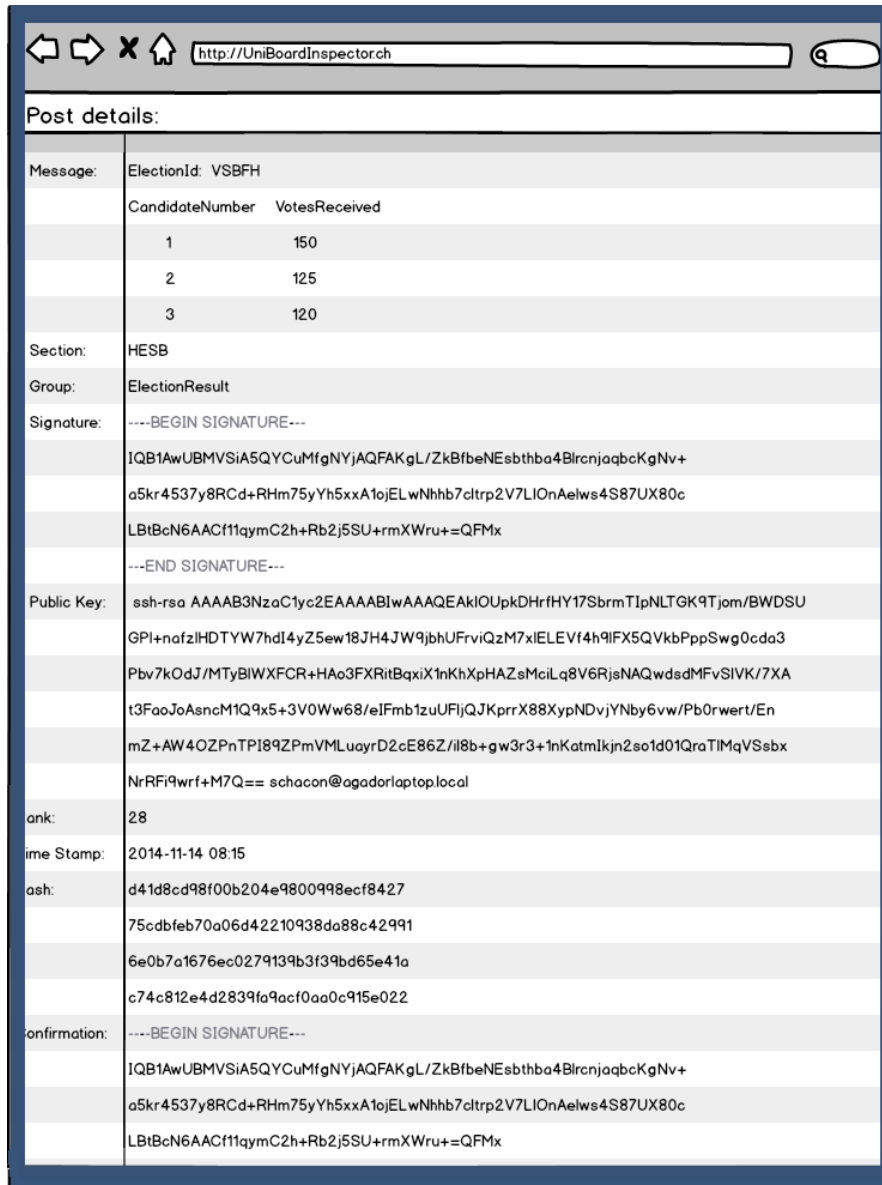 http://UniBoardInspector.ch
Post details:
Message: ElectionId: VSBFH
CandidateNumber VotesReceived
1 150
2 125
3 120
Section: HESB
Group: ElectionResult
Signature: ----BEGIN SIGNATURE---
IQB1AwUBMVSiA5QYCuMfgNYjAQFAKgL/ZkBfbeNEsbthba4BlrcnjaqbcKgNv+
a5kr4537y8RCd+RHm75yYh5xxA1ojELwNhhb7cltrp2V7LlOnAelws4S87UX80c
LBtBcN6AACf11qymC2h+Rb2j5SU+rmXWru+=QFMx
---END SIGNATURE---
Public Key: ssh-rsa AAAAB3NzaC1yc2EAAAABIwAAAQEAklOUpkDHrfHY17SbrmTIpNLTGK9Tjom/BWDSU
GPl+nafzlHDTYW7hdI4yZ5ew18JH4JW9jbhUFrviQzM7xlELEVf4h9lFX5QVkbPppSwg0cda3
Pbv7kOdJ/MTyBlWXFCR+HAo3FXRitBqxiX1nKhXpHAZsMciLq8V6RjsNAQwdsdMFvSlVK/7XA
t3FaoJoAsncM1Q9x5+3V0Ww68/eIFmb1zuUFljQJKprrX88XypNDvjYNby6vw/Pb0rwert/En
mZ+AW4OZPnTPI89ZPmVMLuayrD2cE86Z/il8b+gw3r3+1nKatmIkjn2so1d01QraTlMqVSsbx
NrRFi9wrf+M7Q== schacon@agadorlaptop.local
ank: 28
ime Stamp: 2014-11-14 08:15
ash: d41d8cd98f00b204e9800998ecf8427
75cdbfeb70a06d42210938da88c42991
6e0b7a1676ec0279139b3f39bd65e41a
c74c812e4d2839fa9acf0aa0c915e022
onfirmation: ----BEGIN SIGNATURE---
IQB1AwUBMVSiA5QYCuMfgNYjAQFAKgL/ZkBfbeNEsbthba4BlrcnjaqbcKgNv+
a5kr4537y8RCd+RHm75yYh5xxA1ojELwNhhb7cltrp2V7LlOnAelws4S87UX80c
LBtBcN6AACf11qymC2h+Rb2j5SU+rmXWru+=QFMx